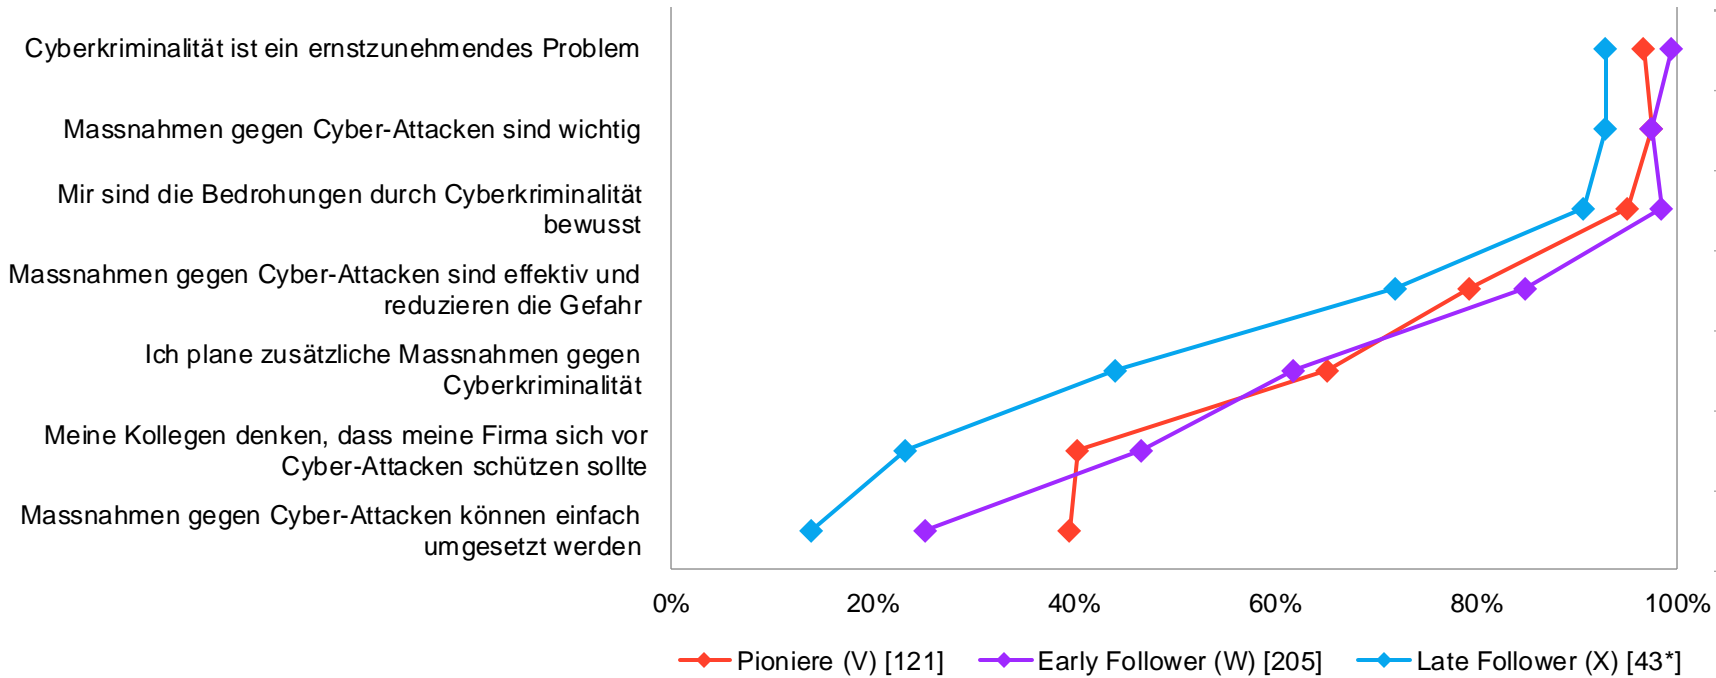 Cyberkriminalität ist ein ernstzunehmendes Problem
Massnahmen gegen Cyber-Attacken sind wichtig
Mir sind die Bedrohungen durch Cyberkriminalität
bewusst
Massnahmen gegen Cyber-Attacken sind effektiv und
reduzieren die Gefahr
Ich plane zusätzliche Massnahmen gegen
Cyberkriminalität
Meine Kollegen denken, dass meine Firma sich vor
Cyber-Attacken schützen sollte
Massnahmen gegen Cyber-Attacken können einfach
umgesetzt werden
0% 20% 40% 60% 80% 100%
Pioniere (V) [121] Early Follower (W) [205] Late Follower (X) [43*]